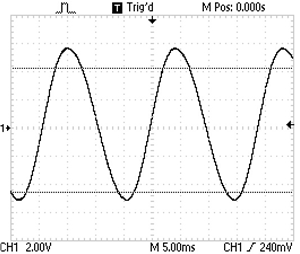 T Trig'd M Pos: 0.000s
1
CH1 2.00V M 5.00ms CH1 240mV